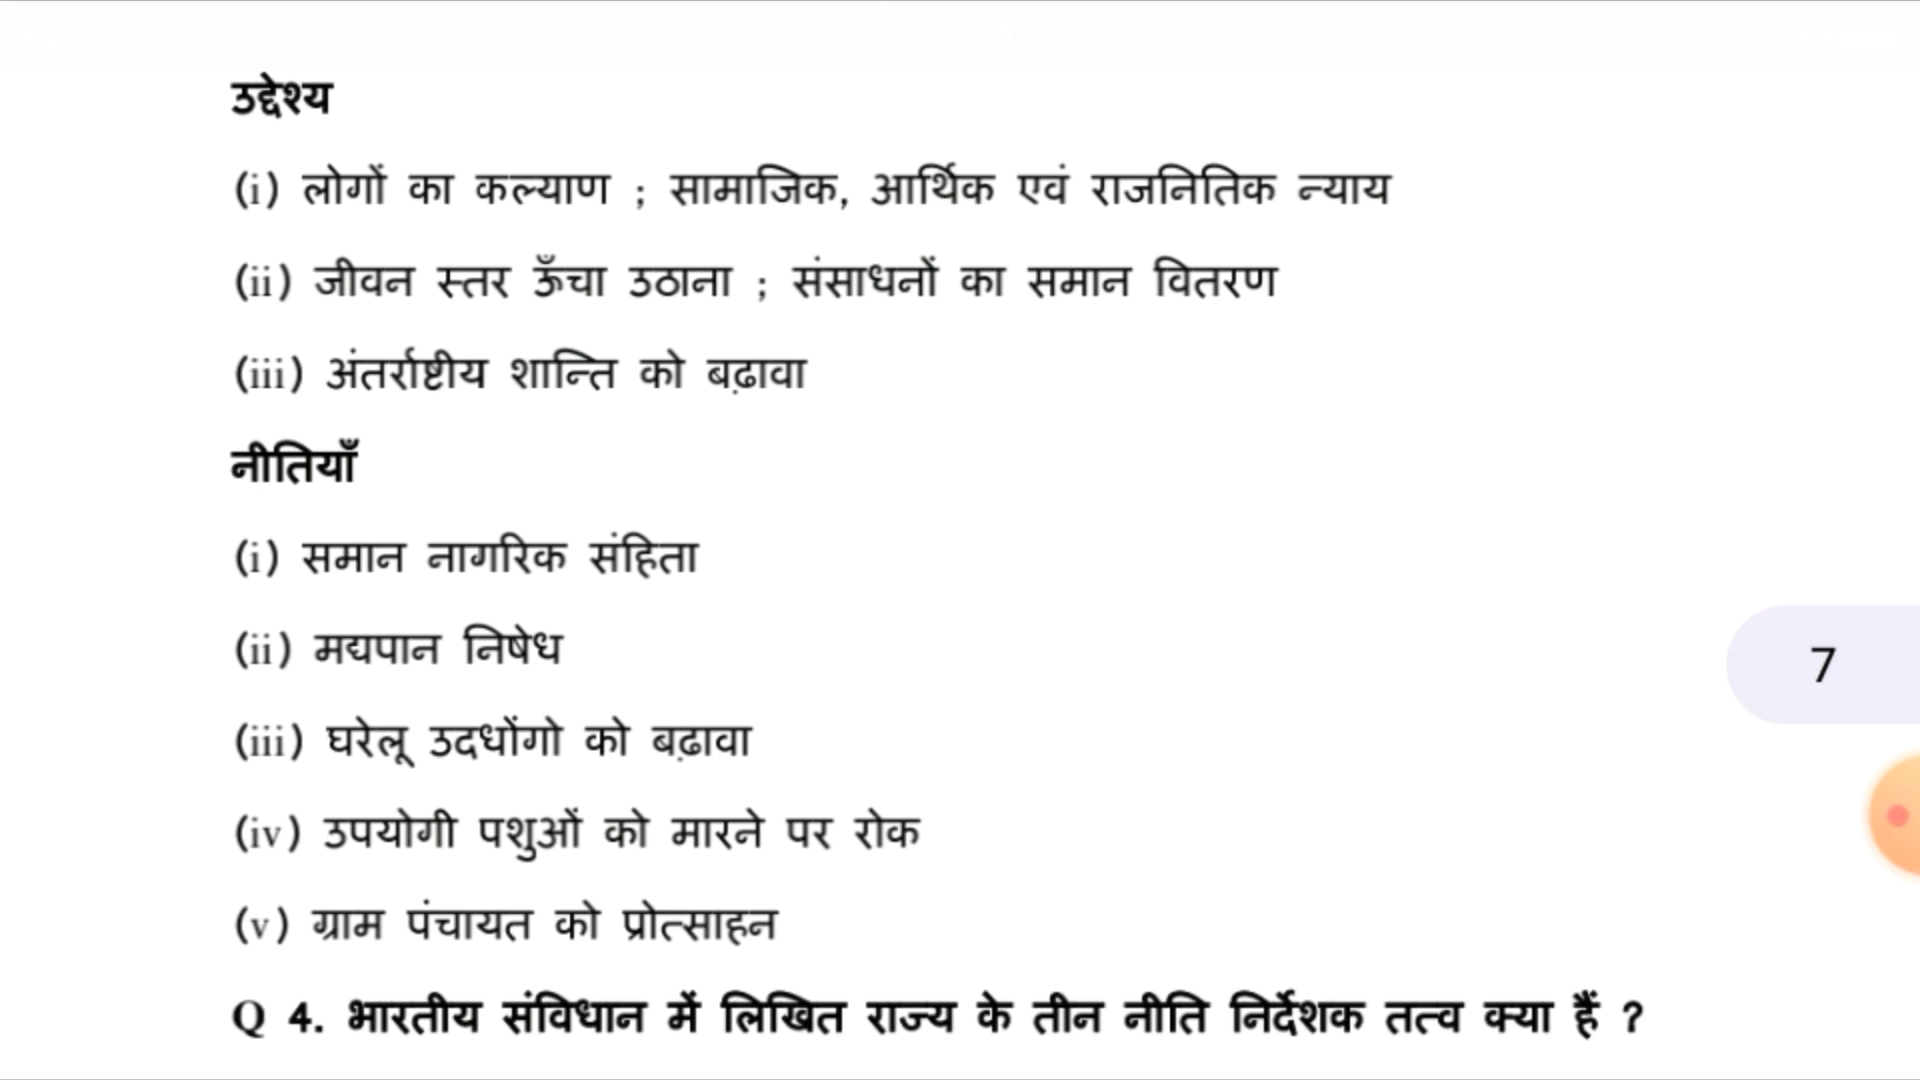 उद्देश्य
(i) लोगों का कल्याण ; सामाजिक, आर्थिक एवं राजनितिक न्याय
(ii) जीवन स्तर ऊँचा उठाना ; संसाधनों का समान वितरण
(iii) अंतर्राष्टीय शान्ति को बढ़ावा
नीतियाँ
(i) समान नागरिक संहिता
(ii) मद्यपान निषेध
(iii) घरेलू उदधोंगो को बढ़ावा
(iv) उपयोगी पशुओं को मारने पर रोक
(v) ग्राम पंचायत को प्रोत्साहन
Q 4. भारतीय संविधान में लिखित राज्य के तीन नीति निर्देशक तत्व क्या हैं ?
7